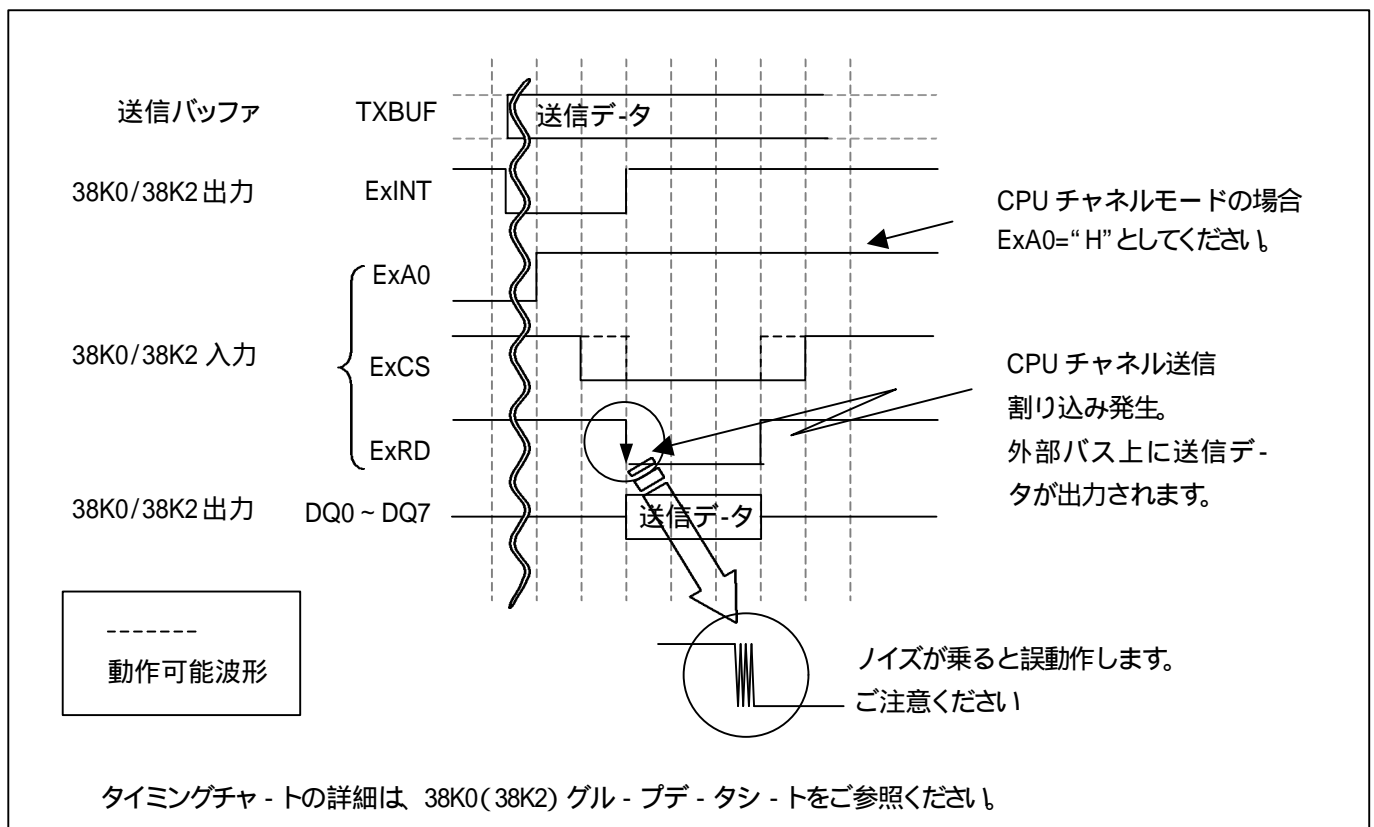 送信バッファ TXBUF 送信デ-タ
38K0/38K2 出力 ExINT
CPU チャネルモードの場合
ExA0=“H”としてください。
ExA0
38K0/38K2 入力 ExCS
CPU チャネル送信
割り込み発生。
外部バス上に送信デ-
タが出力されます。
ExRD
38K0/38K2 出力 DQ0 ~ DQ7 送信デ-タ
-------
動作可能波形
ノイズが乗ると誤動作します。
ご注意ください
タイミングチャ - トの詳細は、38K0(38K2) グル - プデ - タシ - トをご参照ください。